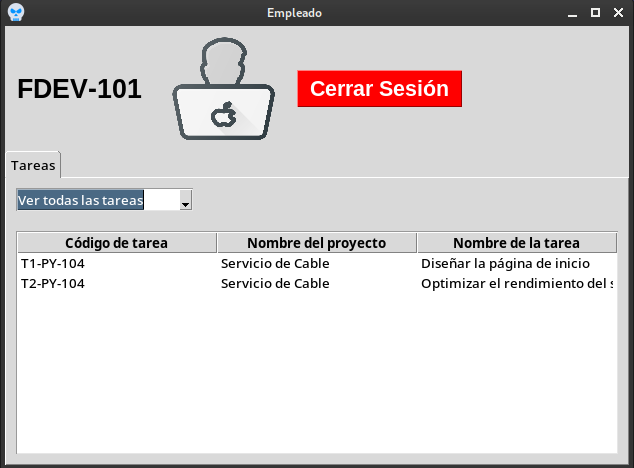 Empleado
FDEV-101
Cerrar Sesión
Tareas
Ver todas las tareas
Código de tarea Nombre del proyecto Nombre de la tarea
T1-PY-104 Servicio de Cable Diseñar la página de inicio
T2-PY-104 Servicio de Cable Optimizar el rendimiento del